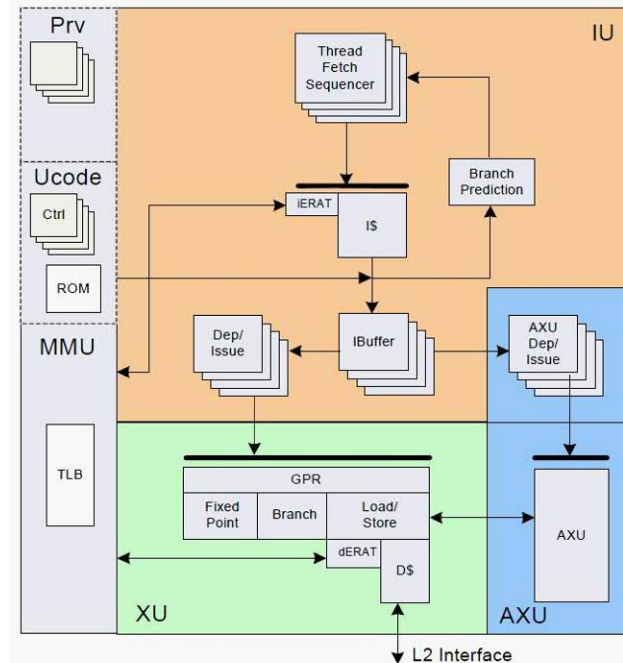 Prv
IU
Thread
Fetch
Sequencer
Ucode
Branch
Prediction
Ctrl
iERAT
I$
ROM
MMU
Dep/
Issue
IBuffer
AXU
Dep/
Issue
TLB
GPR
Fixed
Point
Branch
Load/
Store
AXU
dERAT
D$
XU
AXU
L2 Interface